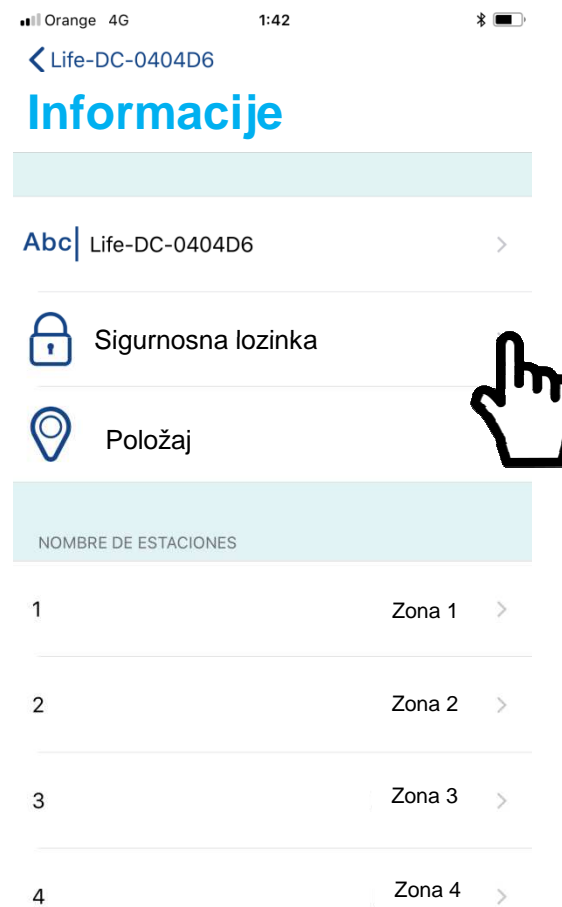 Orange 4G 1:42
Life-DC-0404D6
Informacije
Abc Life-DC-0404D6
Sigurnosna lozinka
Položaj
NOMBRE DE ESTACIONES
1 Zona 1
2 Zona 2
3 Zona 3
4 Zona 4